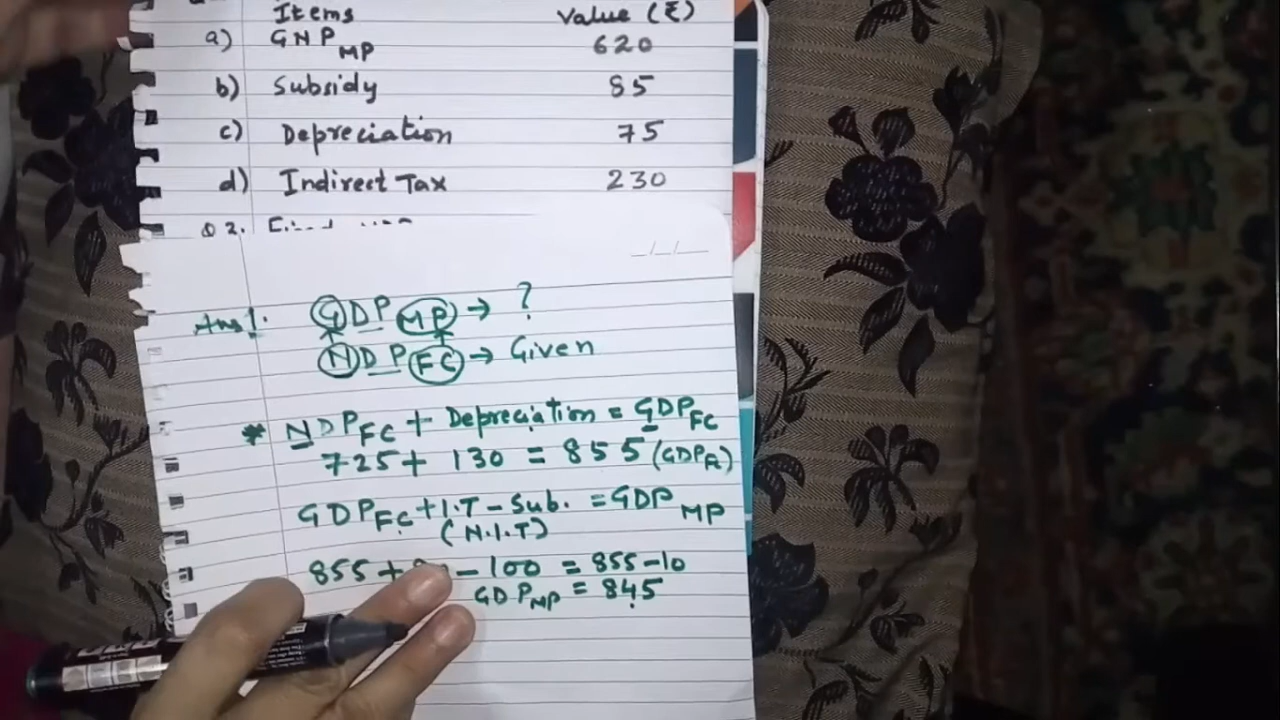 Items Value (₹)
a) GNP MP 620
b) Subsidy 85
c) Depreciation 75
d) Indirect Tax 230
Q2.
_/_/_
Ans 1. GDP MP → ?
NDP FC → Given
* NDP FC + Depreciation = GDP FC
725 + 130 = 855 (GDP
GDP FC + I.T - Sub. = GDP MP
(N.I.T)
855 + - 100 = 855 - 10
GDP MP = 845